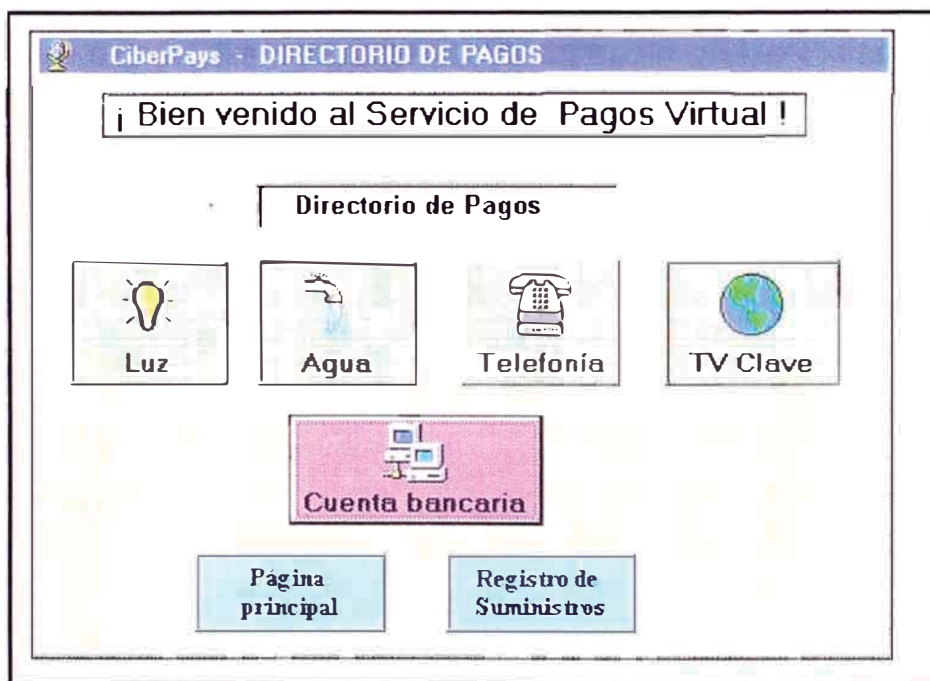 CiberPays - DIRECTORIO DE PAGOS
¡ Bien venido al Servicio de Pagos Virtual !
Directorio de Pagos
Luz
Agua
Telefonía
TV Clave
Cuenta bancaria
Página
principal
Registro de
Suministros